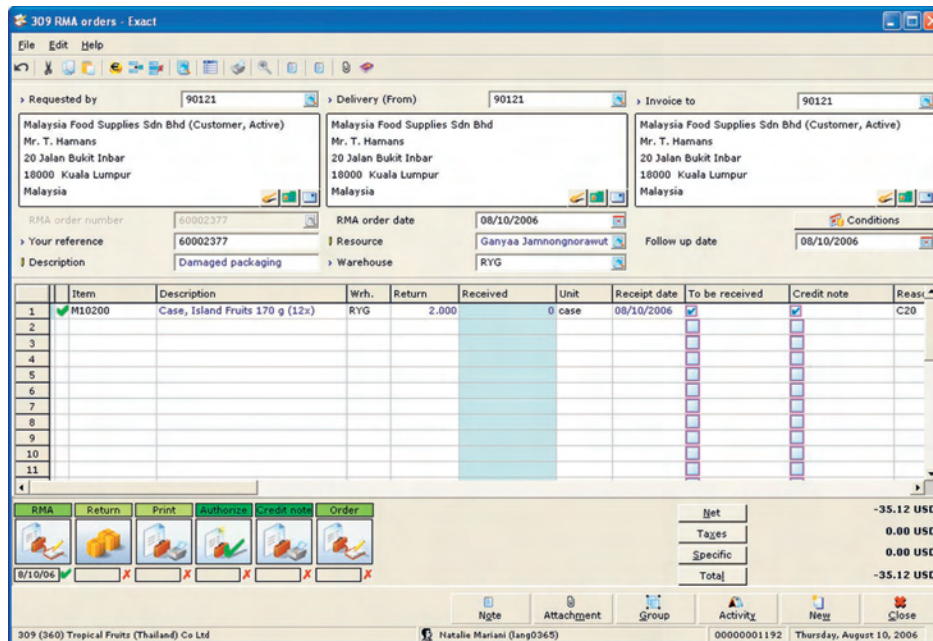 309 RMA orders - Exact
File Edit Help
Requested by 90121 Delivery (From) 90121 Invoice to 90121
Malaysia Food Supplies Sdn Bhd (Customer, Active) Malaysia Food Supplies Sdn Bhd Malaysia Food Supplies Sdn Bhd (Customer, Active)
Mr. T. Hamans Mr. T. Hamans Mr. T. Hamans
20 Jalan Bukit Inbar 20 Jalan Bukit Inbar 20 Jalan Bukit Inbar
18000 Kuala Lumpur 18000 Kuala Lumpur 18000 Kuala Lumpur
Malaysia Malaysia Malaysia
RMA order number 60002377 RMA order date 08/10/2006 Conditions
Your reference 60002377 Resource Ganyaa Jamnongnorawut Follow up date 08/10/2006
Description Damaged packaging Warehouse RYG
Item Description Wrh. Return Received Unit Receipt date To be received Credit note Reas
1 M10200 Case, Island Fruits 170 g (12x) RYG 2.000 0 case 08/10/2006 C20
2
3
4
5
6
7
8
9
10
11
RMA Return Print Authorize Credit note Order
Net -35.12 USD
Taxes 0.00 USD
Specific 0.00 USD
8/10/06 Total -35.12 USD
Note Attachment Group Activity New Close
309 (360) Tropical Fruits (Thailand) Co Ltd Natalie Mariani (lang0365) 00000001192 Thursday, August 10, 2006